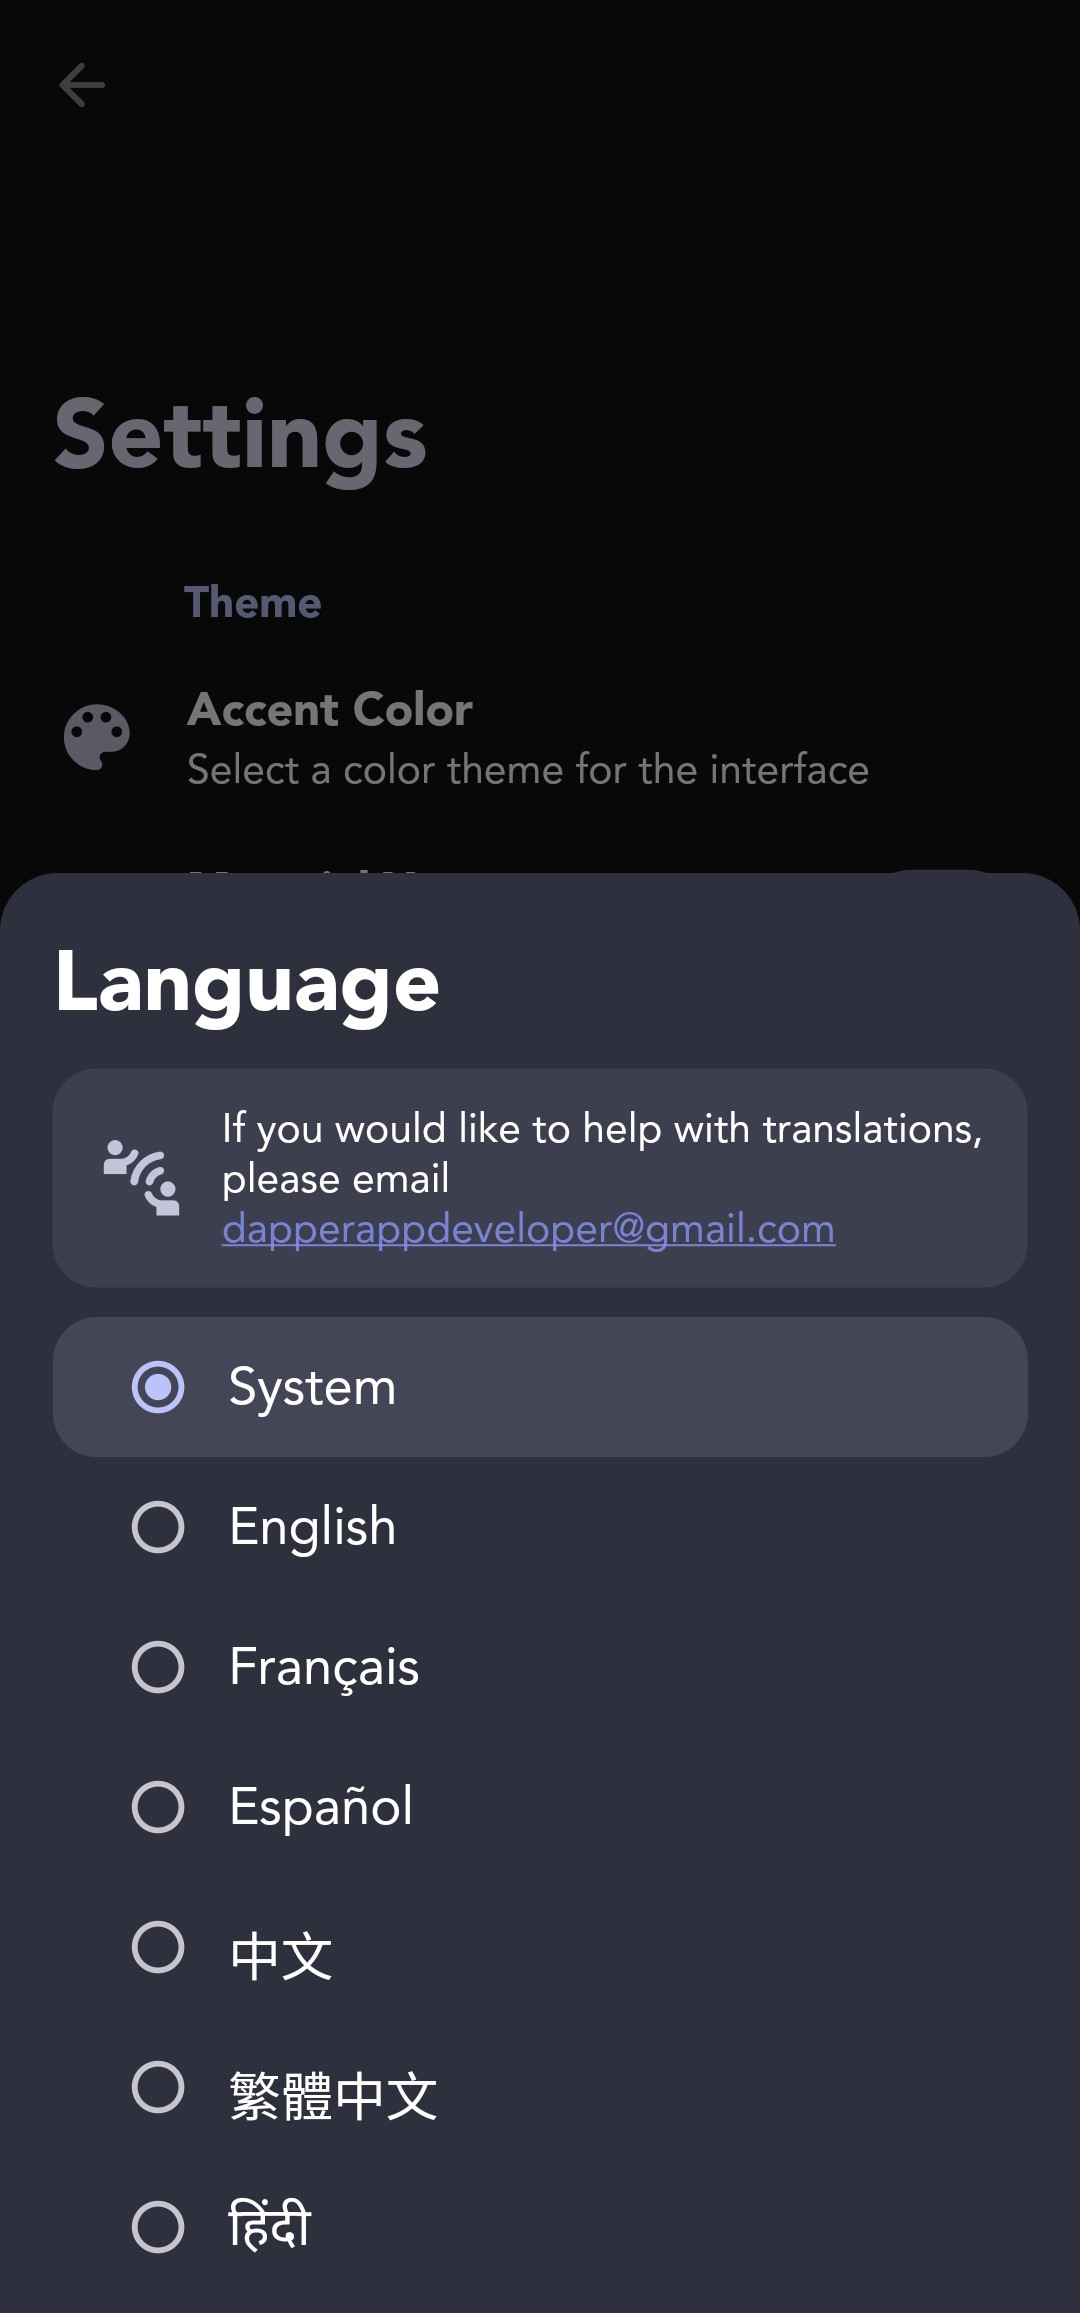 Settings
Theme
Accent Color
Select a color theme for the interface
Language
If you would like to help with translations,
please email
dapperappdeveloper@gmail.com
System
English
Français
Español
中文
繁體中文
हिंदी